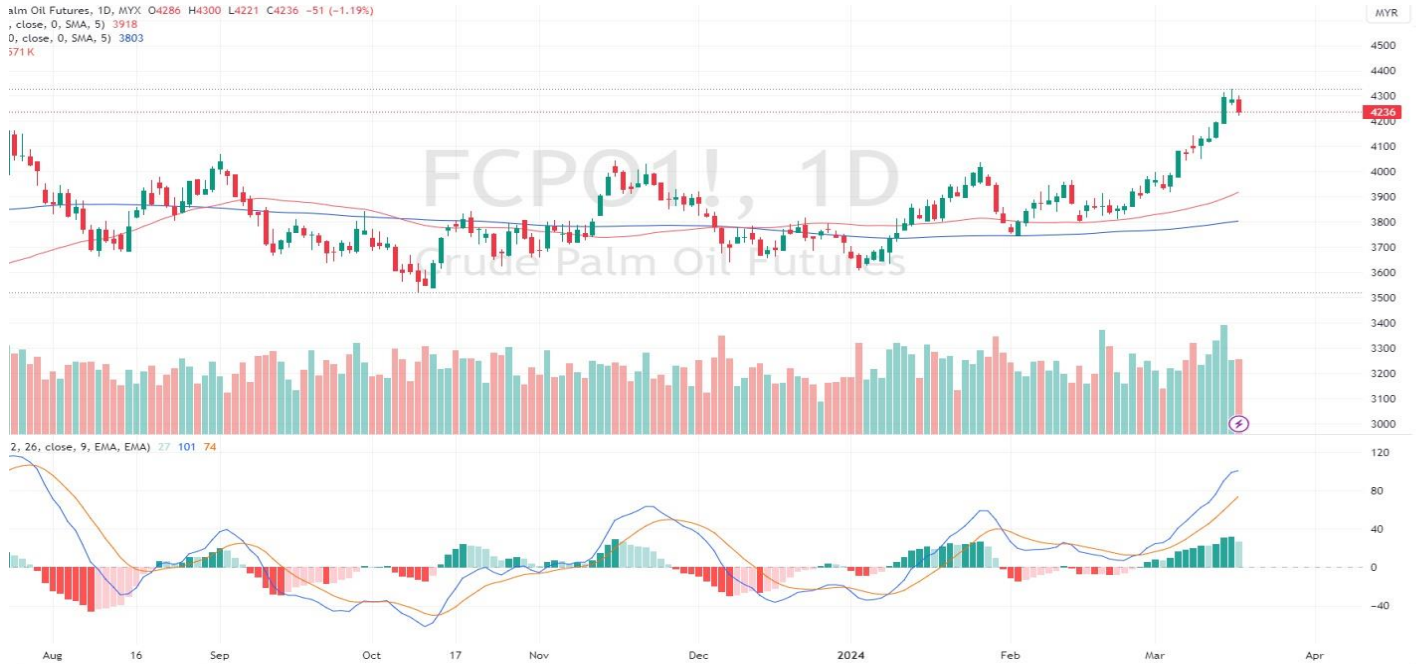 alm Oil Futures, 1D, MYX O4286 H4300 L4221 C4236 −51 (−1.19%)
, close, 0, SMA, 5) 3918
0, close, 0, SMA, 5) 3803
571 K
MYR
4500
4400
4300
4236
4200
4100
4000
3900
3800
3700
3600
3500
3400
3300
3200
3100
3000
FCPO1!, 1D
Crude Palm Oil Futures
2, 26, close, 9, EMA, EMA) 27 101 74
120
80
40
0
−40
Aug 16 Sep Oct 17 Nov Dec 2024 Feb Mar Apr